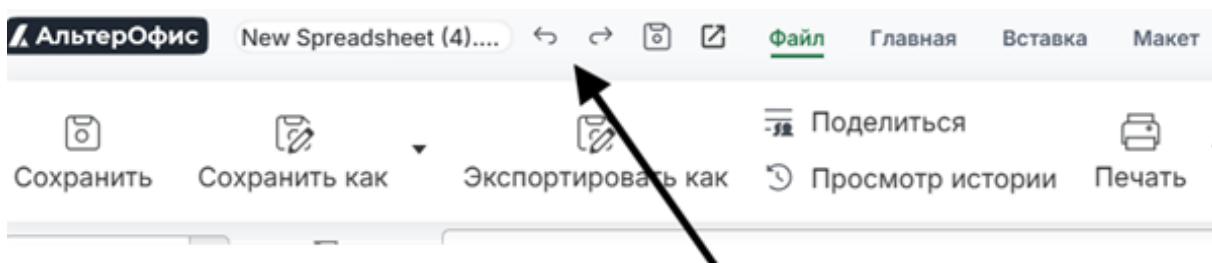 АльтерОфис New Spreadsheet (4).... Файл Главная Вставка Макет
Поделиться
Сохранить Сохранить как Экспортировать как Просмотр истории Печать